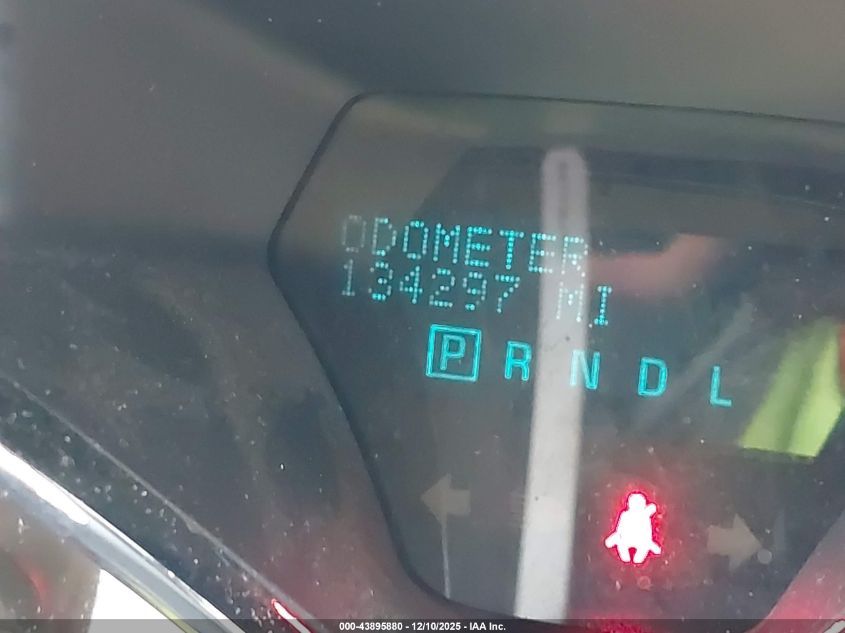 ODOMETER
134297 MI
P R N D L
000-43895880 - 12/10/2025 - IAA Inc.